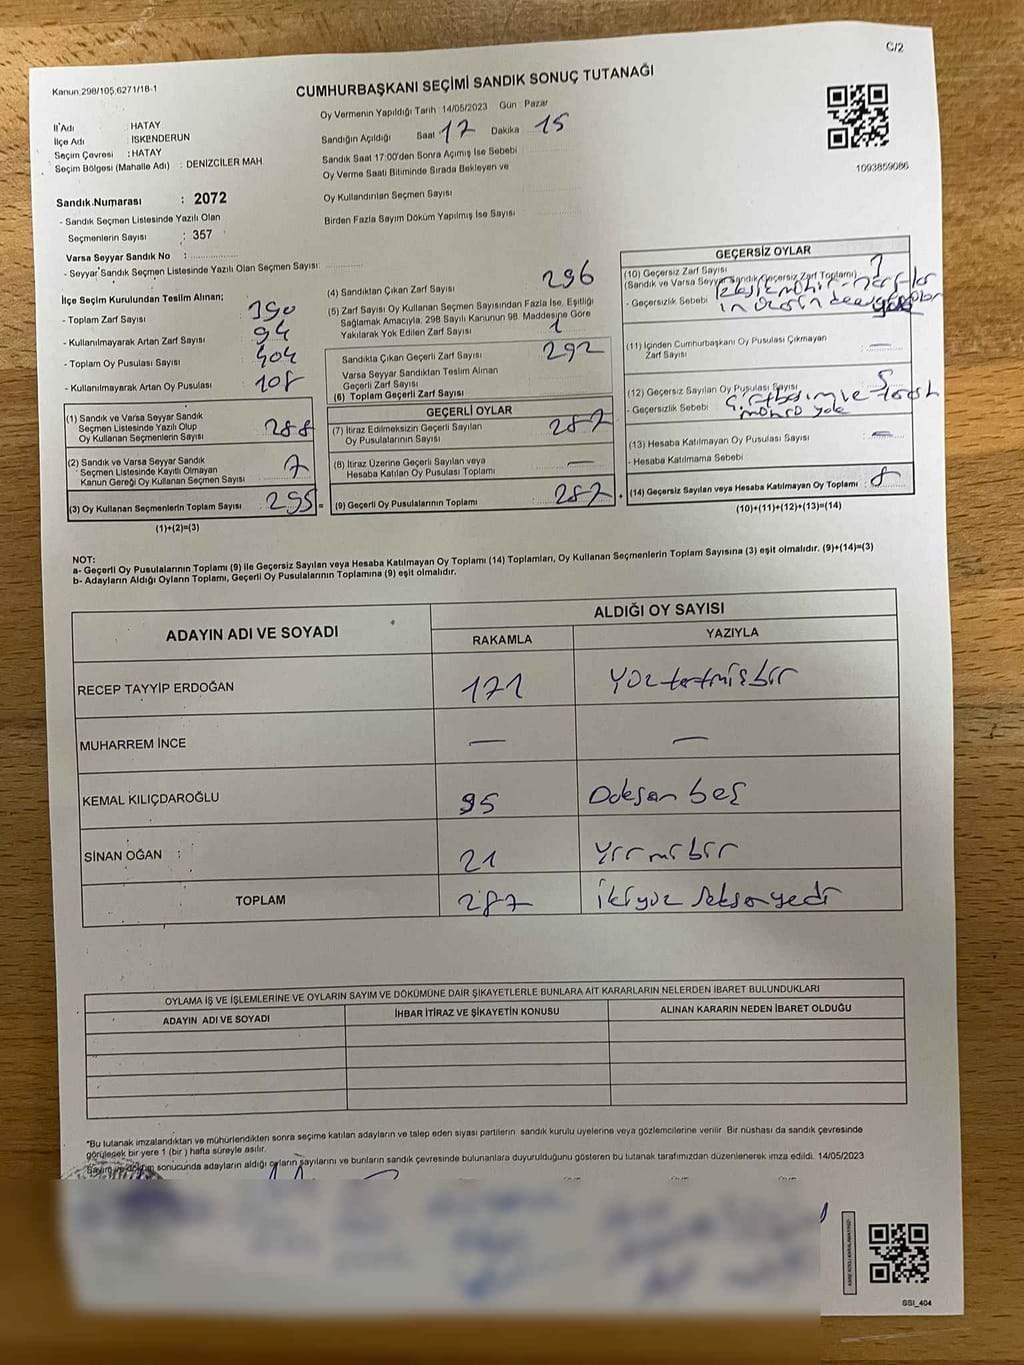 C/2
Kanun:298/105,6271/18-1
CUMHURBAŞKANI SEÇİMİ SANDIK SONUÇ TUTANAĞI
Oy Vermenin Yapıldığı Tarih :14/05/2023 Gün : Pazar
İl Adı : HATAY
İlçe Adı : İSKENDERUN
Seçim Çevresi : HATAY
Seçim Bölgesi (Mahalle Adı) : DENİZCİLER MAH.
Sandığın Açıldığı Saat 17 Dakika 15
Sandık Saat 17:00'den Sonra Açımış İse Sebebi
Oy Verme Saati Bitiminde Sırada Bekleyen ve
Oy Kullandırılan Seçmen Sayısı
Birden Fazla Sayım Döküm Yapılmış İse Sayısı
1093859086
Sandık Numarası : 2072
- Sandık Seçmen Listesinde Yazılı Olan
Seçmenlerin Sayısı : 357
Varsa Seyyar Sandık No :
- Seyyar Sandık Seçmen Listesinde Yazılı Olan Seçmen Sayısı:
İlçe Seçim Kurulundan Teslim Alınan;
- Toplam Zarf Sayısı 390
- Kullanılmayarak Artan Zarf Sayısı 94
- Toplam Oy Pusulası Sayısı 404
- Kullanılmayarak Artan Oy Pusulası 108
(1) Sandık ve Varsa Seyyar Sandık
Seçmen Listesinde Yazılı Olup
Oy Kullanan Seçmenlerin Sayısı 288
(2) Sandık ve Varsa Seyyar Sandık
Seçmen Listesinde Kayıtlı Olmayan
Kanun Gereği Oy Kullanan Seçmen Sayısı 7
(3) Oy Kullanan Seçmenlerin Toplam Sayısı 295 =
(1)+(2)=(3)
(4) Sandıktan Çıkan Zarf Sayısı 296
(5) Zarf Sayısı Oy Kullanan Seçmen Sayısından Fazla İse, Eşitliği
Sağlamak Amacıyla, 298 Sayılı Kanunun 98. Maddesine Göre
Yakılarak Yok Edilen Zarf Sayısı 1
Sandıkta Çıkan Geçerli Zarf Sayısı 292
Varsa Seyyar Sandıktan Teslim Alınan
Geçerli Zarf Sayısı
(6) Toplam Geçerli Zarf Sayısı
GEÇERLİ OYLAR
(7) İtiraz Edilmeksizin Geçerli Sayılan
Oy Pusulalarının Sayısı 287
(8) İtiraz Üzerine Geçerli Sayılan veya
Hesaba Katılan Oy Pusulası Toplamı —
(9) Geçerli Oy Pusulalarının Toplamı 287
GEÇERSİZ OYLAR
(10) Geçersiz Zarf Sayısı
(Sandık ve Varsa Seyyar Sandık Geçersiz Zarf Toplamı)
- Geçersizlik Sebebi
(11) İçinden Cumhurbaşkanı Oy Pusulası Çıkmayan
Zarf Sayısı —
(12) Geçersiz Sayılan Oy Pusulası Sayısı 5
- Geçersizlik Sebebi
mührü yok
(13) Hesaba Katılmayan Oy Pusulası Sayısı —
- Hesaba Katılmama Sebebi
(14) Geçersiz Sayılan veya Hesaba Katılmayan Oy Toplamı : 8
(10)+(11)+(12)+(13)=(14)
NOT:
a- Geçerli Oy Pusulalarının Toplamı (9) ile Geçersiz Sayılan veya Hesaba Katılmayan Oy Toplamı (14) Toplamları, Oy Kullanan Seçmenlerin Toplam Sayısına (3) eşit olmalıdır. (9)+(14)=(3)
b- Adayların Aldığı Oyların Toplamı, Geçerli Oy Pusulalarının Toplamına (9) eşit olmalıdır.
ADAYIN ADI VE SOYADI ALDIĞI OY SAYISI
RAKAMLA YAZIYLA
RECEP TAYYİP ERDOĞAN 171 Yüz yetmiş bir
MUHARREM İNCE — —
KEMAL KILIÇDAROĞLU 95 Doksan beş
SİNAN OĞAN : 21 Yirmi bir
TOPLAM 287 İkiyüz seksen yedi
OYLAMA İŞ VE İŞLEMLERİNE VE OYLARIN SAYIM VE DÖKÜMÜNE DAİR ŞİKAYETLERLE BUNLARA AİT KARARLARIN NELERDEN İBARET BULUNDUKLARI
ADAYIN ADI VE SOYADI İHBAR İTİRAZ VE ŞİKAYETİN KONUSU ALINAN KARARIN NEDEN İBARET OLDUĞU
*Bu tutanak imzalandıktan ve mühürlendikten sonra seçime katılan adayların ve talep eden siyasi partilerin sandık kurulu üyelerine veya gözlemcilerine verilir. Bir nüshası da sandık çevresinde
görülecek bir yere 1 (bir) hafta süreyle asılır.
Sayım ve döküm sonucunda adayların aldığı oyların sayılarını ve bunların sandık çevresinde bulunanlara duyurulduğunu gösteren bu tutanak tarafımızdan düzenlenerek imza edildi. 14/05/2023
SSI_404